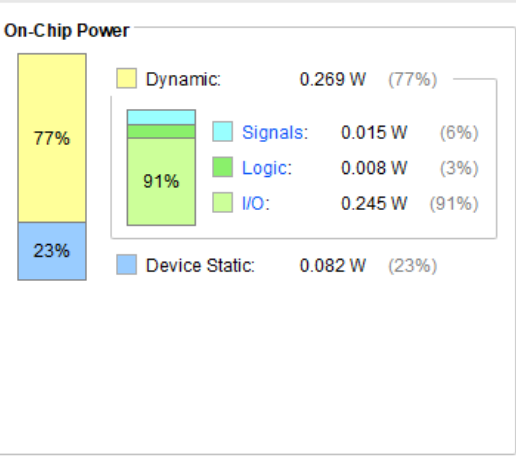 On-Chip Power
Dynamic: 0.269 W (77%)
77%
Signals: 0.015 W (6%)
Logic: 0.008 W (3%)
91%
I/O: 0.245 W (91%)
23%
Device Static: 0.082 W (23%)